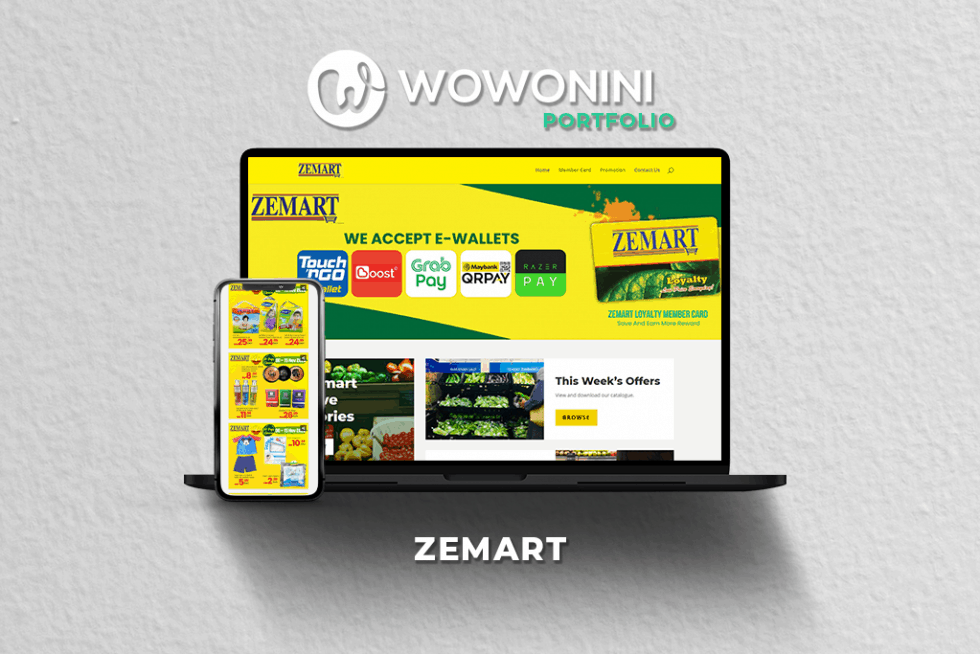 WOWONINI
PORTFOLIO
ZEMART
Home
Member Card
Promotion
Contact Us
ZEMART
WE ACCEPT E-WALLETS
Touch
'nGO
eWallet
Boost
Grab
Pay
Maybank
QRPAY
RAZER
PAY
ZEMART
Loyalty
ZEMART LOYALTY MEMBER CARD
Save And Earn More Reward
This Week's Offers
View and download our catalogue.
BROWSE
ZEMART
ZEMART
ZEMART